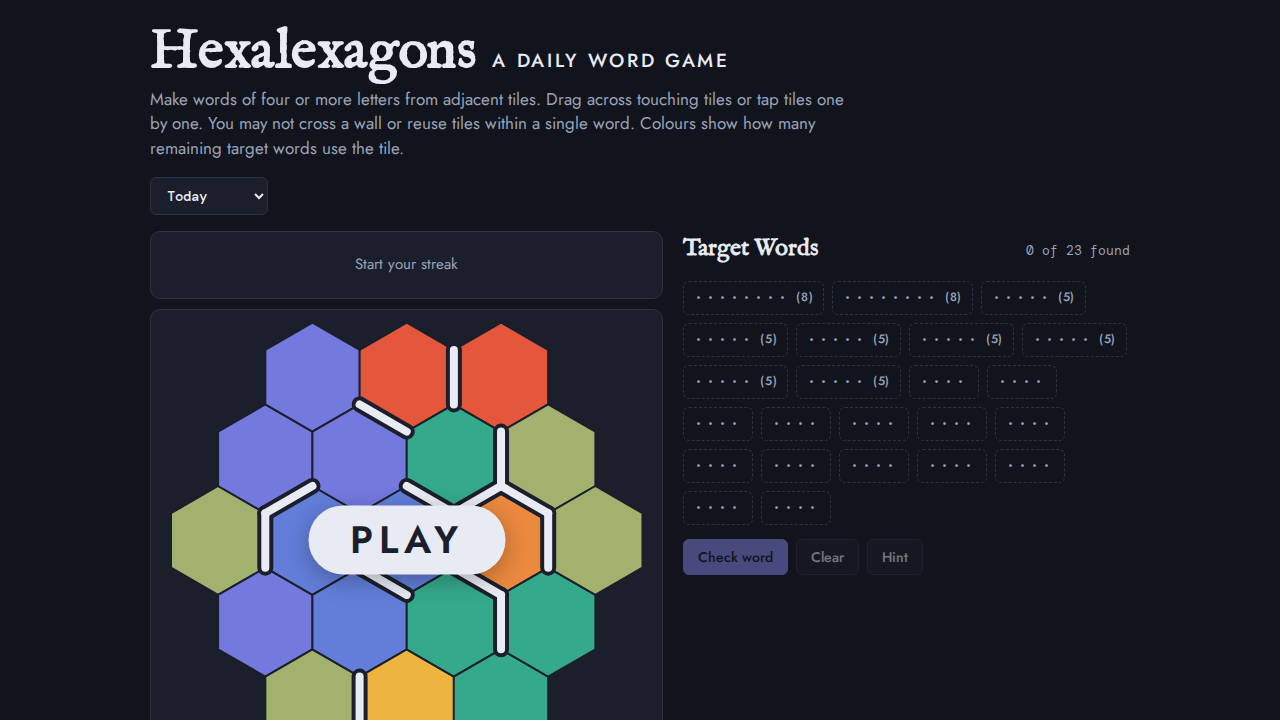 Hexalexagons A DAILY WORD GAME
Make words of four or more letters from adjacent tiles. Drag across touching tiles or tap tiles one
by one. You may not cross a wall or reuse tiles within a single word. Colours show how many
remaining target words use the tile.
Today
Start your streak
Target Words
0 of 23 found
• • • • • • • • (8) • • • • • • • • (8) • • • • • (5)
• • • • • (5) • • • • • (5) • • • • • (5) • • • • • (5)
• • • • • (5) • • • • • (5) • • • • • • • •
• • • • • • • • • • • • • • • • • • • •
• • • • • • • • • • • • • • • • • • • •
• • • • • • • •
PLAY
Check word Clear Hint